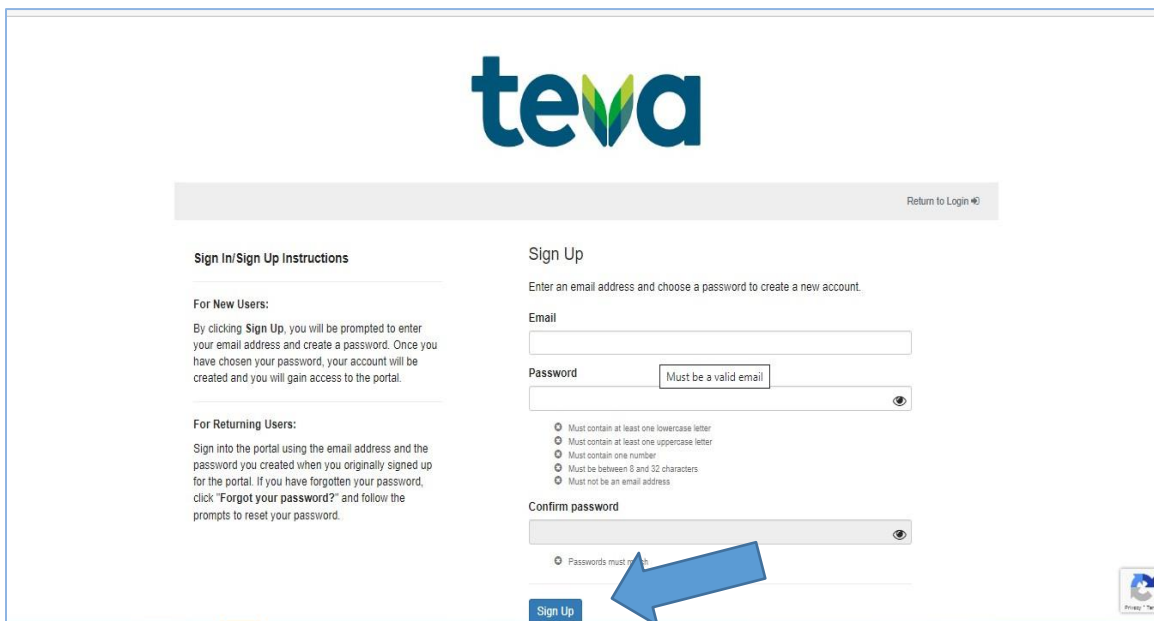 teva
Return to Login
Sign In/Sign Up Instructions
For New Users:
By clicking Sign Up, you will be prompted to enter
your email address and create a password. Once you
have chosen your password, your account will be
created and you will gain access to the portal.
For Returning Users:
Sign into the portal using the email address and the
password you created when you originally signed up
for the portal. If you have forgotten your password,
click "Forgot your password?" and follow the
prompts to reset your password.
Sign Up
Enter an email address and choose a password to create a new account.
Email
Must be a valid email
Password
Must contain at least one lowercase letter
Must contain at least one uppercase letter
Must contain one number
Must be between 8 and 32 characters
Must not be an email address
Confirm password
Passwords must
Sign Up
Privacy